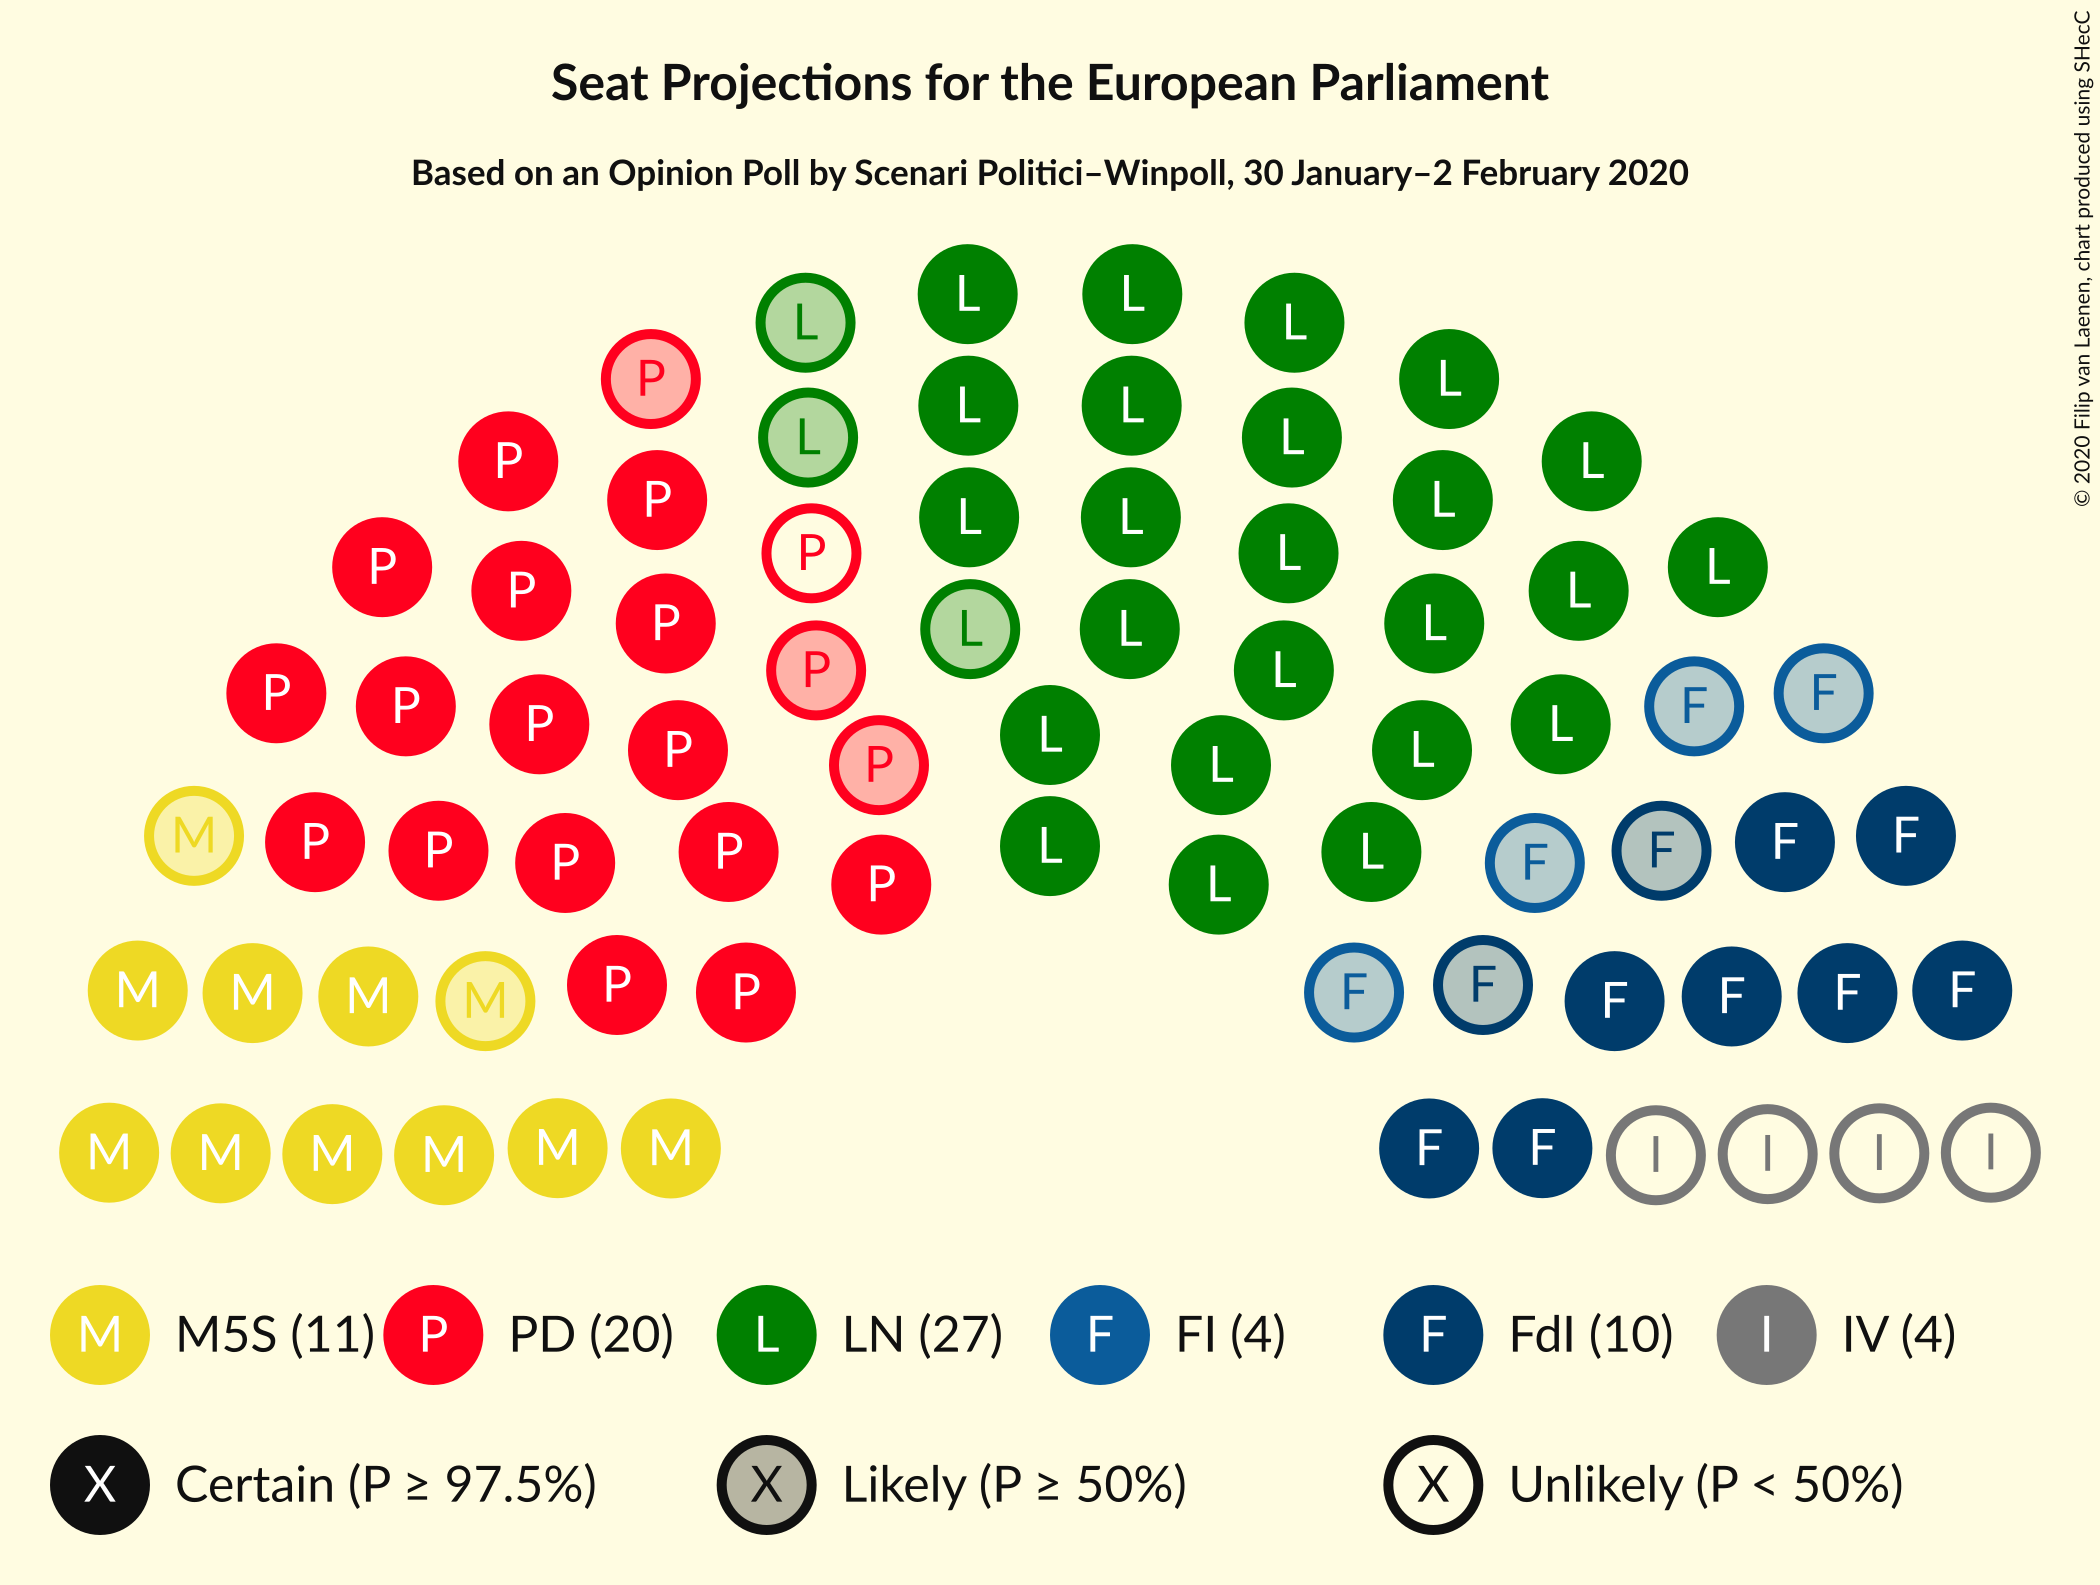 Seat Projections for the European Parliament
Based on an Opinion Poll by Scenari Politici–Winpoll, 30 January–2 February 2020
© 2020 Filip van Laenen, chart produced using SHecC
L L
L L
P L
L L
L L
P L
P L
P L
P L
P L L
P L
P L
P L
P L L
P L
P L
P F F
P L
P L
P L
L
P L
M P P P P L L F F F F
P L
M M M M P P F F F F F F
M M M M M M F F I I I I
M M5S (11) P PD (20) L LN (27) F FI (4) F FdI (10) I IV (4)
X Certain (P ≥ 97.5%) X Likely (P ≥ 50%) X Unlikely (P < 50%)